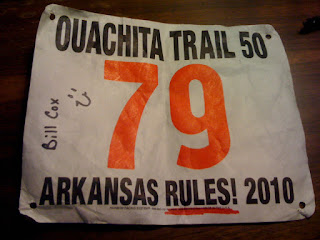 OUACHITA TRAIL 50
79
Bill Cox
ARKANSAS RULES! 2010